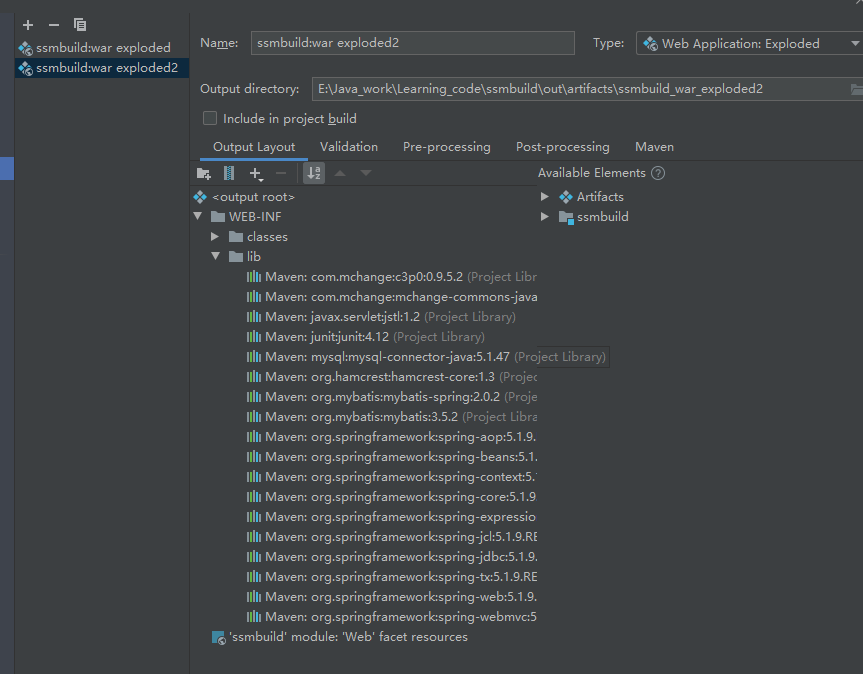 ssmbuild:war exploded
ssmbuild:war exploded2
Name: ssmbuild:war exploded2 Type: Web Application: Exploded
Output directory: E:\Java_work\Learning_code\ssmbuild\out\artifacts\ssmbuild_war_exploded2
Include in project build
Output Layout Validation Pre-processing Post-processing Maven
Available Elements ?
<output root>
WEB-INF
classes
lib
Maven: com.mchange:c3p0:0.9.5.2 (Project Libr
Maven: com.mchange:mchange-commons-java
Maven: javax.servlet:jstl:1.2 (Project Library)
Maven: junit:junit:4.12 (Project Library)
Maven: mysql:mysql-connector-java:5.1.47 (Project Library)
Maven: org.hamcrest:hamcrest-core:1.3 (Projec
Maven: org.mybatis:mybatis-spring:2.0.2 (Proje
Maven: org.mybatis:mybatis:3.5.2 (Project Libra
Maven: org.springframework:spring-aop:5.1.9.
Maven: org.springframework:spring-beans:5.1.
Maven: org.springframework:spring-context:5.
Maven: org.springframework:spring-core:5.1.9
Maven: org.springframework:spring-expressio
Maven: org.springframework:spring-jcl:5.1.9.RE
Maven: org.springframework:spring-jdbc:5.1.9.
Maven: org.springframework:spring-tx:5.1.9.RE
Maven: org.springframework:spring-web:5.1.9.
Maven: org.springframework:spring-webmvc:5
'ssmbuild' module: 'Web' facet resources
Artifacts
ssmbuild